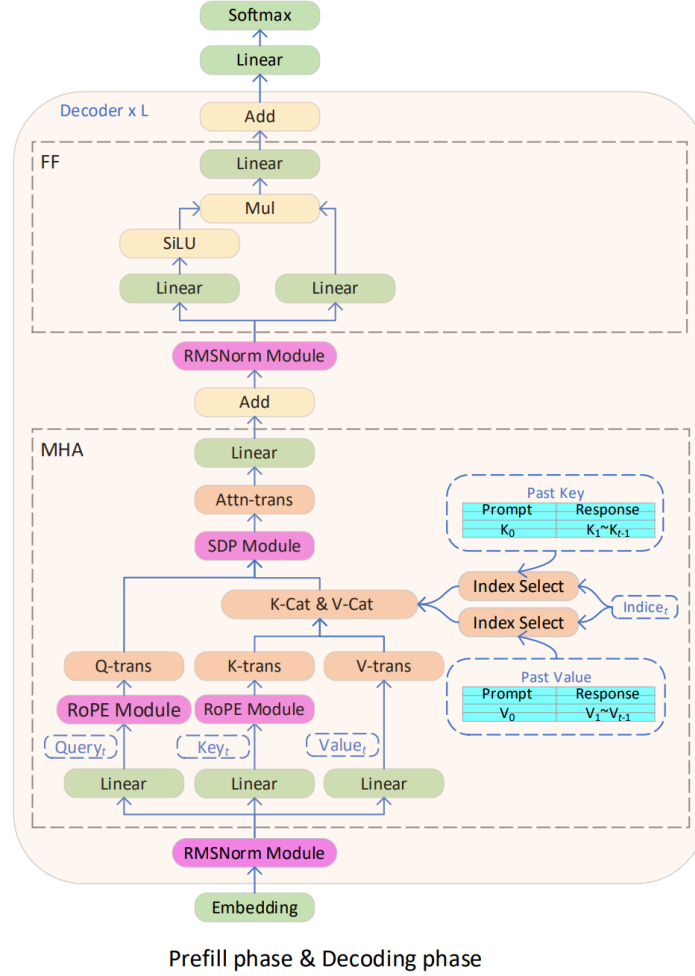 Softmax
Linear
Decoder x L
Add
FF
Linear
Mul
SiLU
Linear Linear
RMSNorm Module
Add
MHA
Linear
Attn-trans
SDP Module
Past Key
Prompt Response
K₀ K₁~Kₜ₋₁
K-Cat & V-Cat
Index Select
Index Select
Indiceₜ
Q-trans K-trans V-trans
Past Value
Prompt Response
V₀ V₁~Vₜ₋₁
RoPE Module RoPE Module
Queryₜ Keyₜ Valueₜ
Linear Linear Linear
RMSNorm Module
Embedding
Prefill phase & Decoding phase